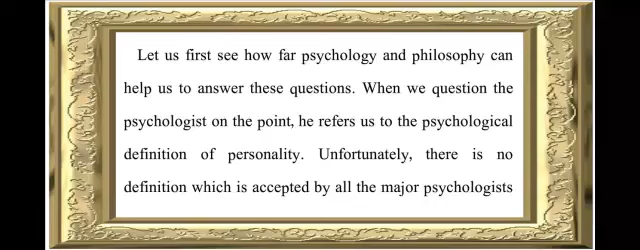 Let us first see how far psychology and philosophy can
help us to answer these questions. When we question the
psychologist on the point, he refers us to the psychological
definition of personality. Unfortunately, there is no
definition which is accepted by all the major psychologists